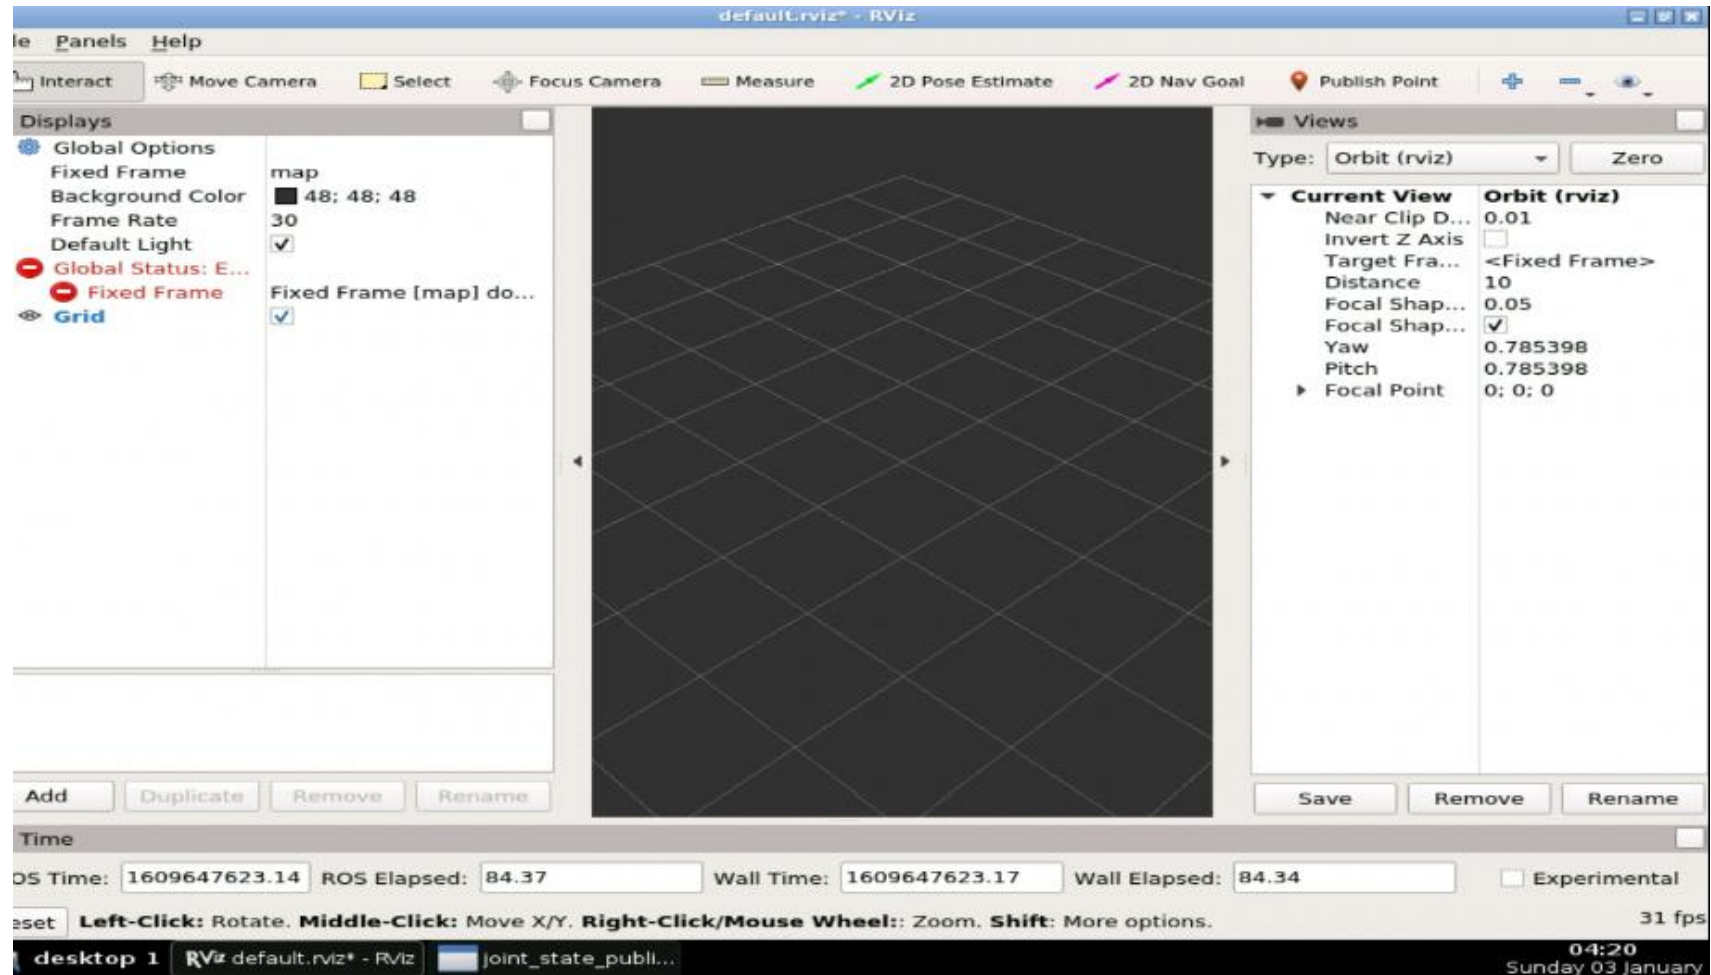 default.rviz* - RViz
le Panels Help
Interact Move Camera Select Focus Camera Measure 2D Pose Estimate 2D Nav Goal Publish Point
Displays
Global Options
Fixed Frame map
Background Color 48; 48; 48
Frame Rate 30
Default Light
Global Status: E...
Fixed Frame Fixed Frame [map] do...
Grid
Add Duplicate Remove Rename
Views
Type: Orbit (rviz) Zero
Current View Orbit (rviz)
Near Clip D... 0.01
Invert Z Axis
Target Fra... <Fixed Frame>
Distance 10
Focal Shap... 0.05
Focal Shap...
Yaw 0.785398
Pitch 0.785398
Focal Point 0; 0; 0
Save Remove Rename
Time
OS Time: 1609647623.14 ROS Elapsed: 84.37 Wall Time: 1609647623.17 Wall Elapsed: 84.34 Experimental
eset Left-Click: Rotate. Middle-Click: Move X/Y. Right-Click/Mouse Wheel:: Zoom. Shift: More options. 31 fps
desktop 1 RViz default.rviz* - RViz joint_state_publi... 04:20
Sunday 03 January